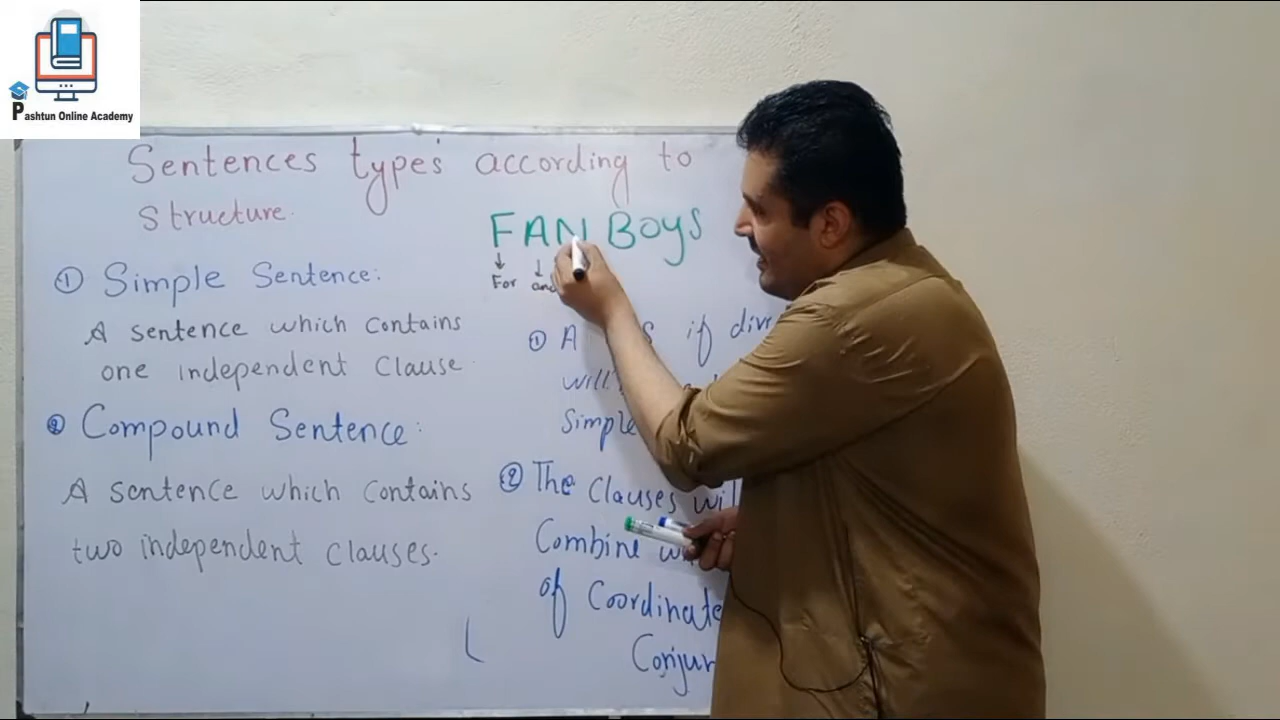 Pashtun Online Academy
Sentences types according to
structure.
FAN BOYS
For and
① Simple Sentence:
A sentence which contains
one independent Clause
② Compound Sentence:
A sentence which contains
two independent clauses.
① A if
will
Simple
② The Clauses
Combine
of Coordinate